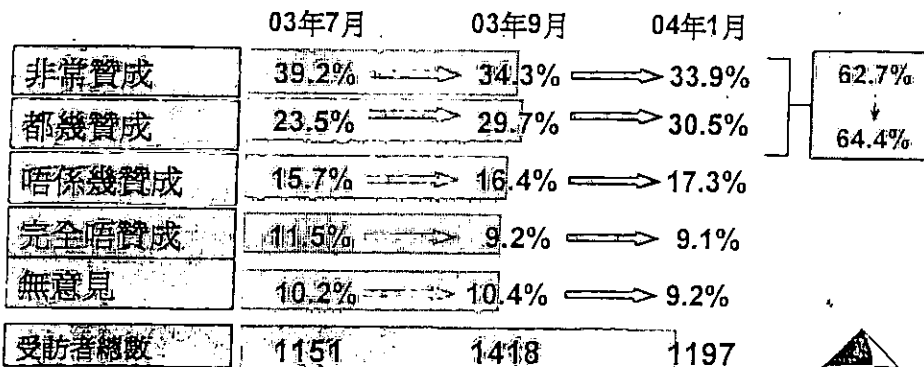 03年7月 03年9月 04年1月
非常贊成 39.2% 34.3% 33.9% 62.7%
都幾贊成 23.5% 29.7% 30.5% 64.4%
唔係幾贊成 15.7% 16.4% 17.3%
完全唔贊成 11.5% 9.2% 9.1%
無意見 10.2% 10.4% 9.2%
受訪者總數 1151 1418 1197